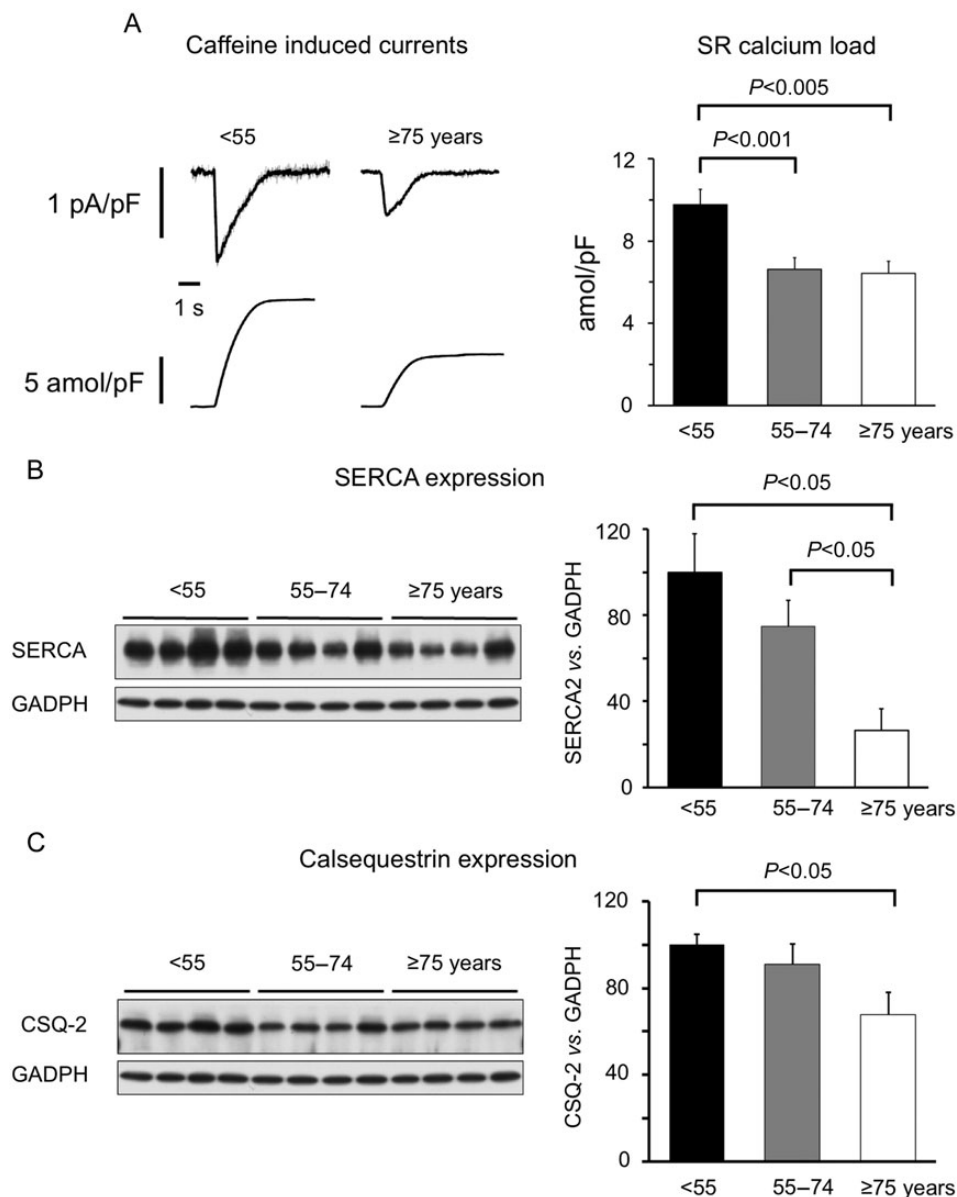 A
Caffeine induced currents
SR calcium load
P<0.005
P<0.001
<55
≥75 years
1 pA/pF
1 s
5 amol/pF
amol/pF
12
8
4
0
<55
55–74
≥75 years
B
SERCA expression
P<0.05
P<0.05
<55
55–74
≥75 years
SERCA
GADPH
SERCA2 vs. GADPH
120
80
40
0
<55
55–74
≥75 years
C
Calsequestrin expression
P<0.05
<55
55–74
≥75 years
CSQ-2
GADPH
CSQ-2 vs. GADPH
120
80
40
0
<55
55–74
≥75 years